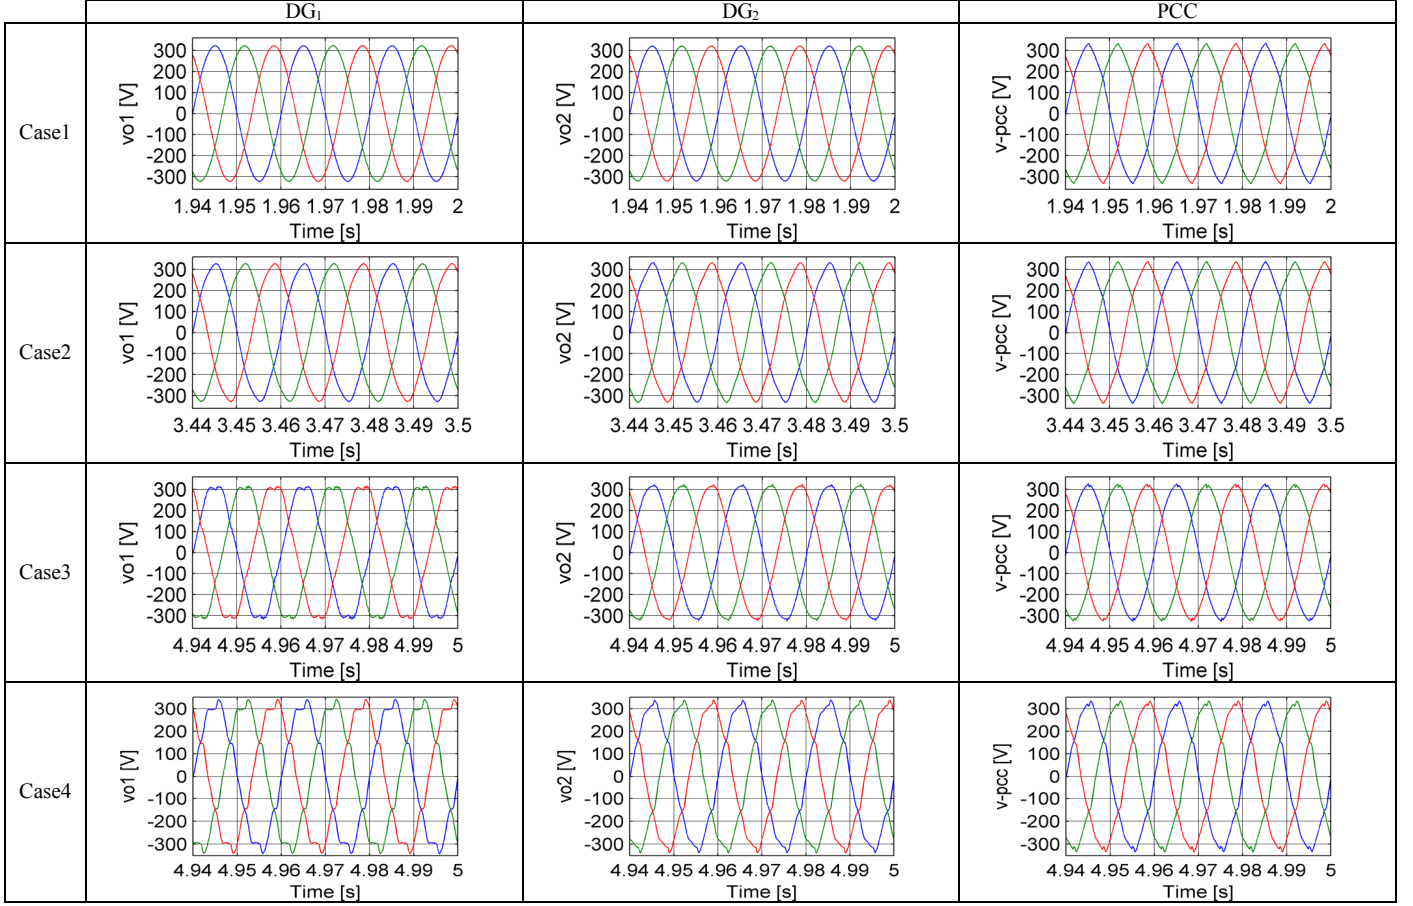 DG1 DG2 PCC
Case1
vo1 [V]
300
200
100
0
-100
-200
-300
1.94 1.95 1.96 1.97 1.98 1.99 2
Time [s]
vo2 [V]
300
200
100
0
-100
-200
-300
1.94 1.95 1.96 1.97 1.98 1.99 2
Time [s]
v-pcc [V]
300
200
100
0
-100
-200
-300
1.94 1.95 1.96 1.97 1.98 1.99 2
Time [s]
Case2
vo1 [V]
300
200
100
0
-100
-200
-300
3.44 3.45 3.46 3.47 3.48 3.49 3.5
Time [s]
vo2 [V]
300
200
100
0
-100
-200
-300
3.44 3.45 3.46 3.47 3.48 3.49 3.5
Time [s]
v-pcc [V]
300
200
100
0
-100
-200
-300
3.44 3.45 3.46 3.47 3.48 3.49 3.5
Time [s]
Case3
vo1 [V]
300
200
100
0
-100
-200
-300
4.94 4.95 4.96 4.97 4.98 4.99 5
Time [s]
vo2 [V]
300
200
100
0
-100
-200
-300
4.94 4.95 4.96 4.97 4.98 4.99 5
Time [s]
v-pcc [V]
300
200
100
0
-100
-200
-300
4.94 4.95 4.96 4.97 4.98 4.99 5
Time [s]
Case4
vo1 [V]
300
200
100
0
-100
-200
-300
4.94 4.95 4.96 4.97 4.98 4.99 5
Time [s]
vo2 [V]
300
200
100
0
-100
-200
-300
4.94 4.95 4.96 4.97 4.98 4.99 5
Time [s]
v-pcc [V]
300
200
100
0
-100
-200
-300
4.94 4.95 4.96 4.97 4.98 4.99 5
Time [s]